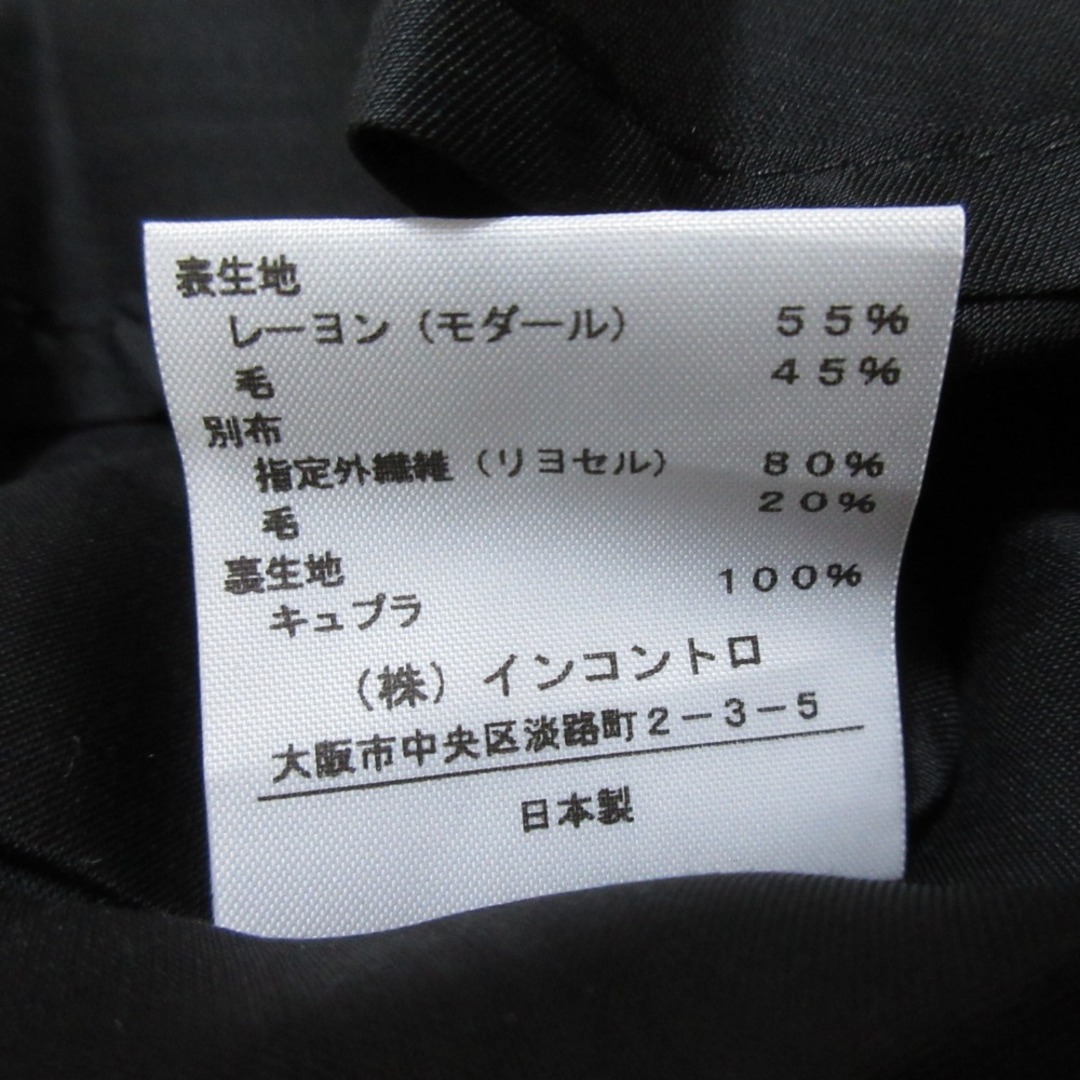 表生地
レーヨン（モダール） ５５％
毛 ４５％
別布
指定外繊維（リヨセル） ８０％
毛 ２０％
裏生地
キュプラ １００％
（株）インコントロ
大阪市中央区淡路町２－３－５
日本製